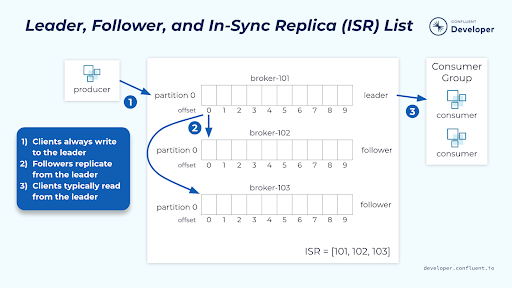 Leader, Follower, and In-Sync Replica (ISR) List
CONFLUENT
Developer
producer
1
broker-101
partition 0
leader
offset
0 1 2 3 4 5 6 7 8 9
2
broker-102
partition 0
follower
offset
0 1 2 3 4 5 6 7 8 9
broker-103
partition 0
follower
offset
0 1 2 3 4 5 6 7 8 9
ISR = [101, 102, 103]
3
Consumer
Group
consumer
consumer
1) Clients always write
to the leader
2) Followers replicate
from the leader
3) Clients typically read
from the leader
developer.confluent.io